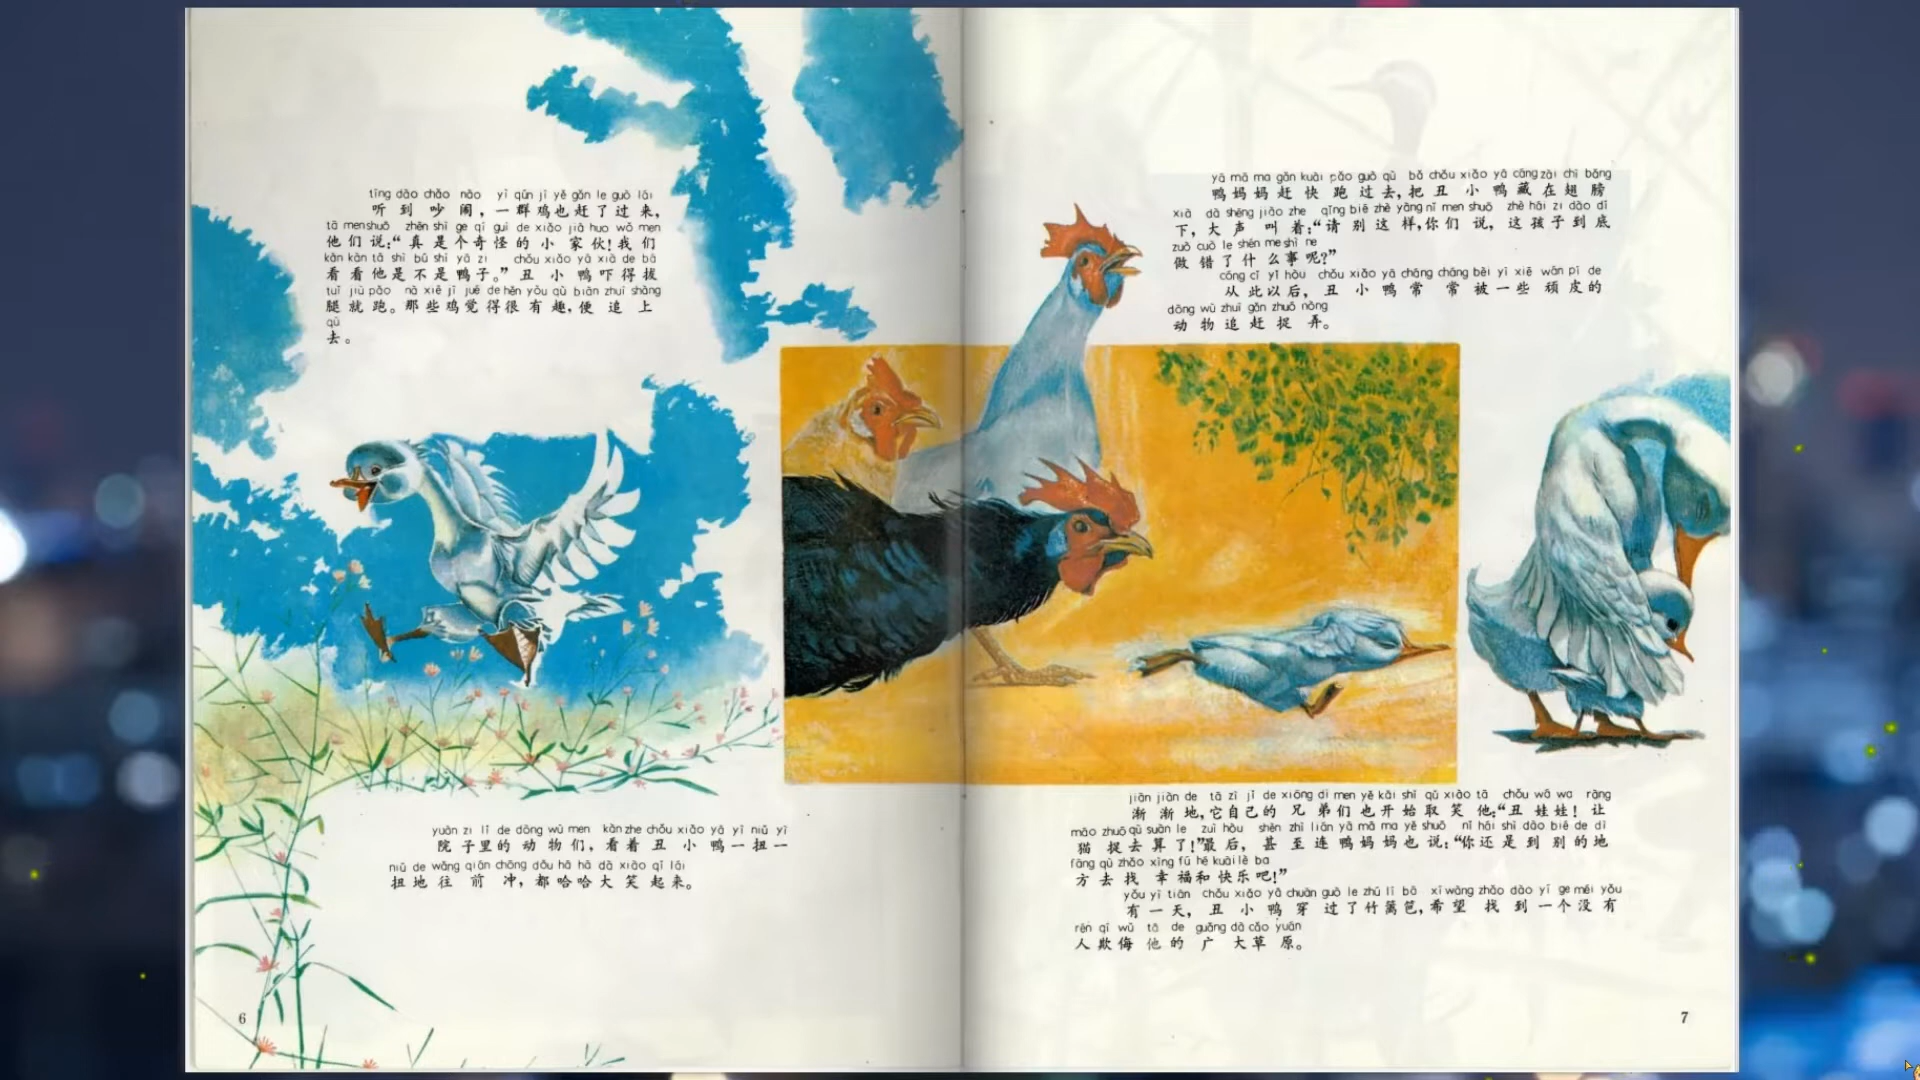 tīng dào chǎo nào yì qún jī yě gǎn le guò lái
听到吵闹，一群鸡也赶了过来，
tā men shuō zhēn shì ge qí guài de xiǎo jiā huo wǒ men
他们说：“真是个奇怪的小家伙！我们
kàn kàn tā shì bú shì yā zi chǒu xiǎo yā xià de bá
看看他是不是鸭子。”丑小鸭吓得拔
tuǐ jiù pǎo nà xiē jī jué de hěn yǒu qù biàn zhuī shàng
腿就跑。那些鸡觉得很有趣，便追上
qù
去。
yuàn zi lǐ de dòng wù men kàn zhe chǒu xiǎo yā yì niǔ yì
院子里的动物们，看着丑小鸭一扭一
niǔ de wǎng qián chōng dōu hā hā dà xiào qǐ lái
扭地往前冲，都哈哈大笑起来。
6
yā mā ma gǎn kuài pǎo guò qù bǎ chǒu xiǎo yā cáng zài chì bǎng
鸭妈妈赶快跑过去，把丑小鸭藏在翅膀
xià dà shēng jiào zhe qǐng bié zhè yàng nǐ men shuō zhè hái zi dào dǐ
下，大声叫着：“请别这样，你们说，这孩子到底
zuò cuò le shén me shì ne
做错了什么事呢？”
cóng cǐ yǐ hòu chǒu xiǎo yā cháng cháng bèi yì xiē wán pí de
从此以后，丑小鸭常常被一些顽皮的
dòng wù zhuī gǎn zhuō nòng
动物追赶捉弄。
jiàn jiàn de tā zì jǐ de xiōng dì men yě kāi shǐ qǔ xiào tā chǒu wá wa ràng
渐渐地，它自己的兄弟们也开始取笑他：“丑娃娃！让
māo zhuō qù suàn le zuì hòu shèn zhì lián yā mā ma yě shuō nǐ hái shì dào bié de dì
猫捉去算了！”最后，甚至连鸭妈妈也说：“你还是到别的地
fāng qù zhǎo xìng fú hé kuài lè ba
方去找幸福和快乐吧！”
yǒu yì tiān chǒu xiǎo yā chuān guò le zhú lí bā xī wàng zhǎo dào yí ge méi yǒu
有一天，丑小鸭穿过了竹篱笆，希望找到一个没有
rén qī wǔ tā de guǎng dà cǎo yuán
人欺侮他的广大草原。
7